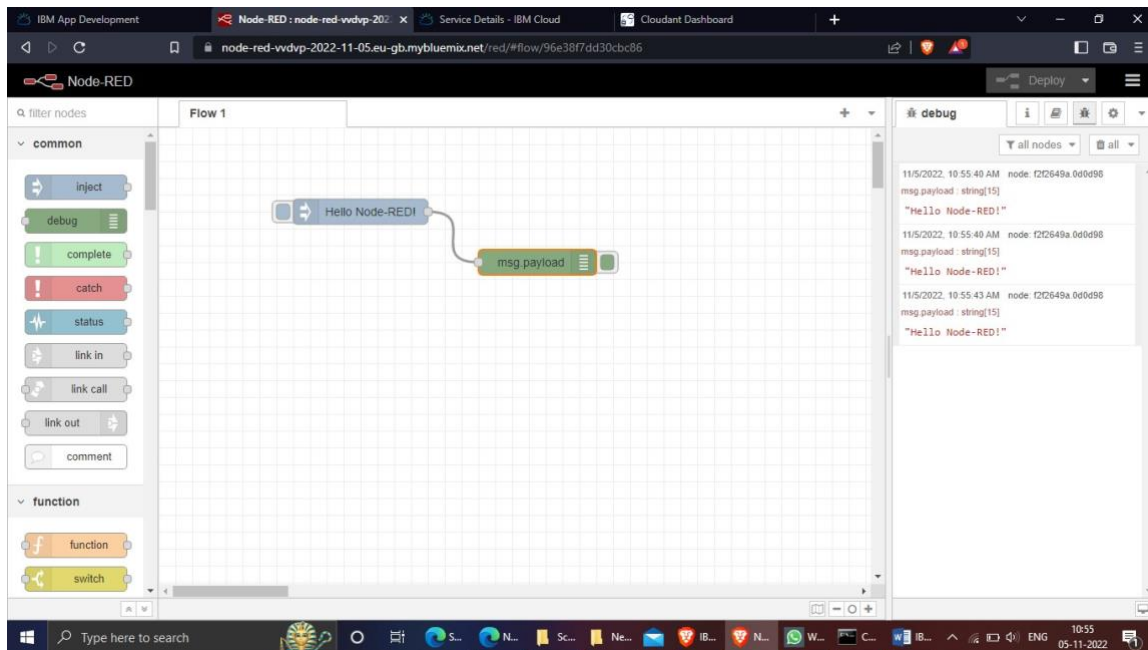 IBM App Development
Node-RED : node-red-vvdvp-202
Service Details - IBM Cloud
Cloudant Dashboard
node-red-vvdvp-2022-11-05.eu-gb.mybluemix.net/red/#flow/96e38f7dd30cbc86
Node-RED
Deploy
filter nodes
Flow 1
debug
common
all nodes
all
inject
debug
complete
catch
status
link in
link call
link out
comment
function
function
switch
Hello Node-RED!
msg.payload
11/5/2022, 10:55:40 AM node: f2f2649a.0d0d98
msg.payload : string[15]
"Hello Node-RED!"
11/5/2022, 10:55:40 AM node: f2f2649a.0d0d98
msg.payload : string[15]
"Hello Node-RED!"
11/5/2022, 10:55:43 AM node: f2f2649a.0d0d98
msg.payload : string[15]
"Hello Node-RED!"
Type here to search
S...
N...
Sc...
Ne...
IB...
N...
W...
C...
IB...
ENG
10:55
05-11-2022